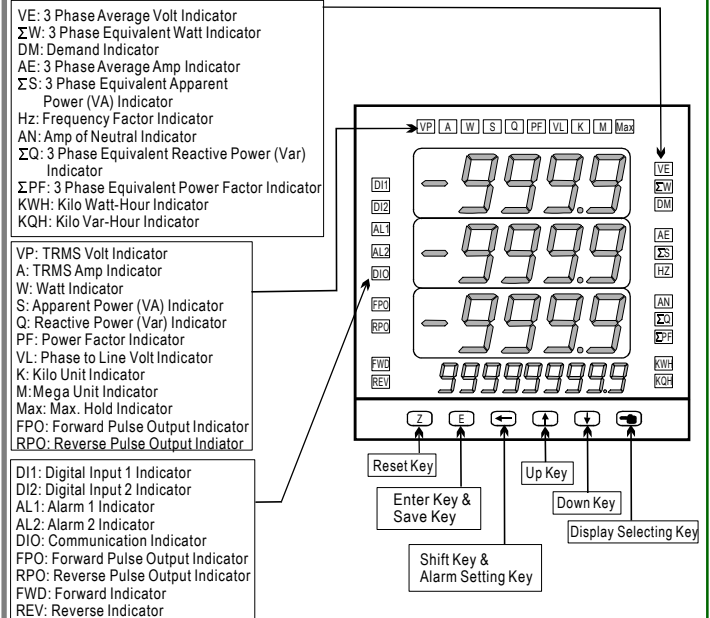 VE: 3 Phase Average Volt Indicator
ΣW: 3 Phase Equivalent Watt Indicator
DM: Demand Indicator
AE: 3 Phase Average Amp Indicator
ΣS: 3 Phase Equivalent Apparent
Power (VA) Indicator
Hz: Frequency Factor Indicator
AN: Amp of Neutral Indicator
ΣQ: 3 Phase Equivalent Reactive Power (Var)
Indicator
ΣPF: 3 Phase Equivalent Power Factor Indicator
KWH: Kilo Watt-Hour Indicator
KQH: Kilo Var-Hour Indicator
VP: TRMS Volt Indicator
A: TRMS Amp Indicator
W: Watt Indicator
S: Apparent Power (VA) Indicator
Q: Reactive Power (Var) Indicator
PF: Power Factor Indicator
VL: Phase to Line Volt Indicator
K: Kilo Unit Indicator
M:Mega Unit Indicator
Max: Max. Hold Indicator
FPO: Forward Pulse Output Indicator
RPO: Reverse Pulse Output Indiator
DI1: Digital Input 1 Indicator
DI2: Digital Input 2 Indicator
AL1: Alarm 1 Indicator
AL2: Alarm 2 Indicator
DIO: Communication Indicator
FPO: Forward Pulse Output Indicator
RPO: Reverse Pulse Output Indicator
FWD: Forward Indicator
REV: Reverse Indicator
VP A W S Q PF VL K M Max
DI1
DI2
AL1
AL2
DIO
FPO
RPO
FWD
REV
-999.9
-999.9
-999.9
999999999.9
VE
ΣW
DM
AE
ΣS
HZ
AN
ΣQ
ΣPF
KWH
KQH
Z E
Reset Key
Enter Key &
Save Key
Shift Key &
Alarm Setting Key
Up Key
Down Key
Display Selecting Key